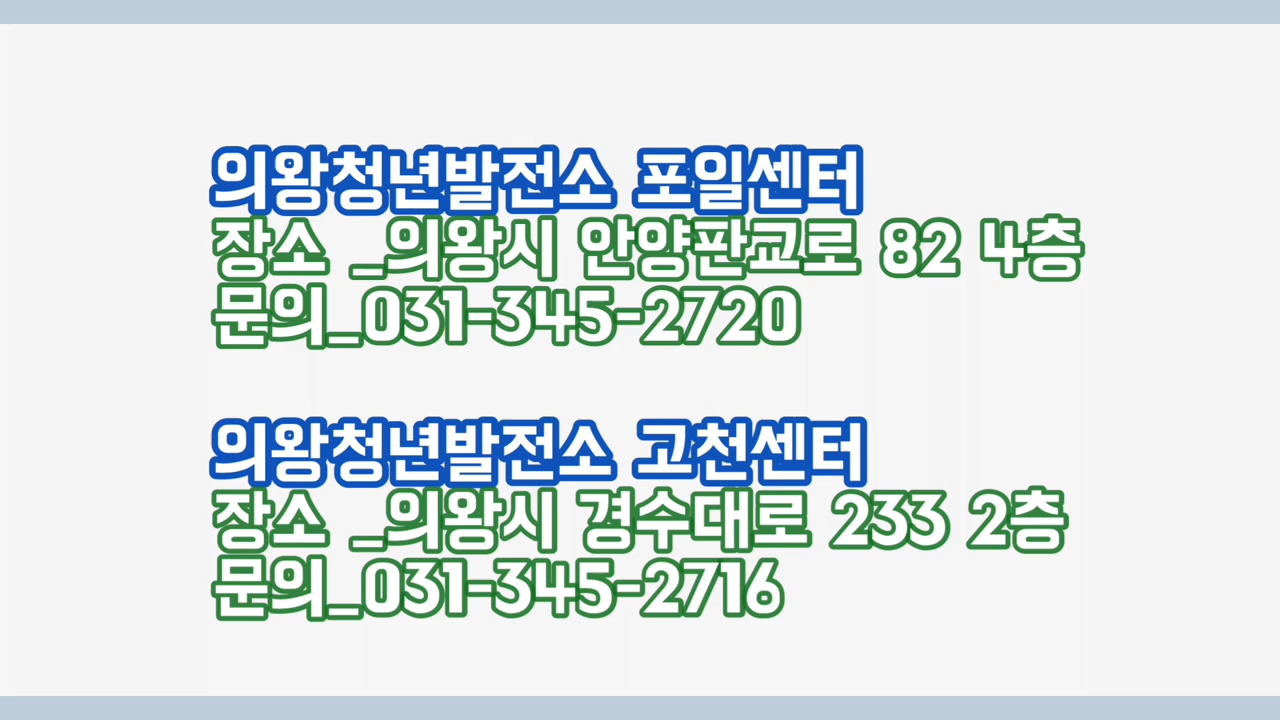 의왕청년발전소 포일센터
장소 _의왕시 안양판교로 82 4층
문의_031-345-2720
의왕청년발전소 고천센터
장소 _의왕시 경수대로 233 2층
문의_031-345-2716